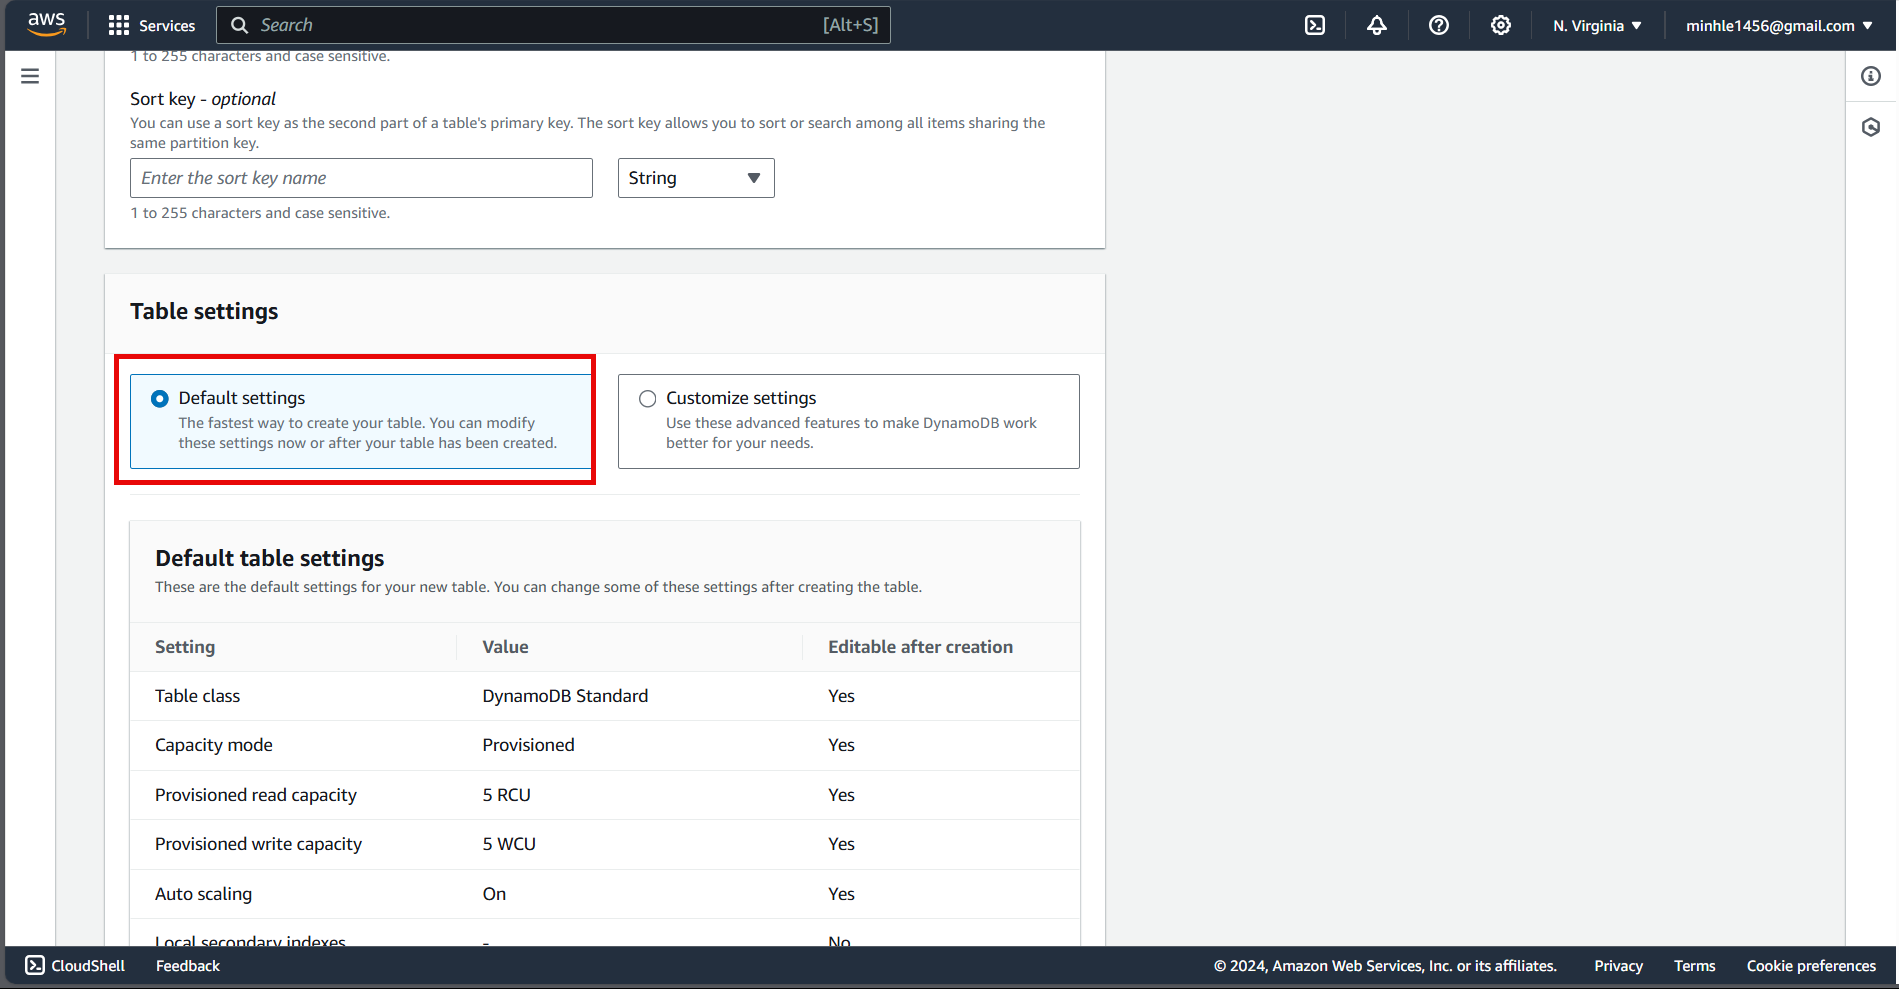 aws
Services
Search [Alt+S]
N. Virginia
minhle1456@gmail.com
1 to 255 characters and case sensitive.
Sort key - optional
You can use a sort key as the second part of a table's primary key. The sort key allows you to sort or search among all items sharing the
same partition key.
Enter the sort key name
String
1 to 255 characters and case sensitive.
Table settings
Default settings
The fastest way to create your table. You can modify
these settings now or after your table has been created.
Customize settings
Use these advanced features to make DynamoDB work
better for your needs.
Default table settings
These are the default settings for your new table. You can change some of these settings after creating the table.
Setting Value Editable after creation
Table class DynamoDB Standard Yes
Capacity mode Provisioned Yes
Provisioned read capacity 5 RCU Yes
Provisioned write capacity 5 WCU Yes
Auto scaling On Yes
Local secondary indexes - No
CloudShell Feedback © 2024, Amazon Web Services, Inc. or its affiliates. Privacy Terms Cookie preferences